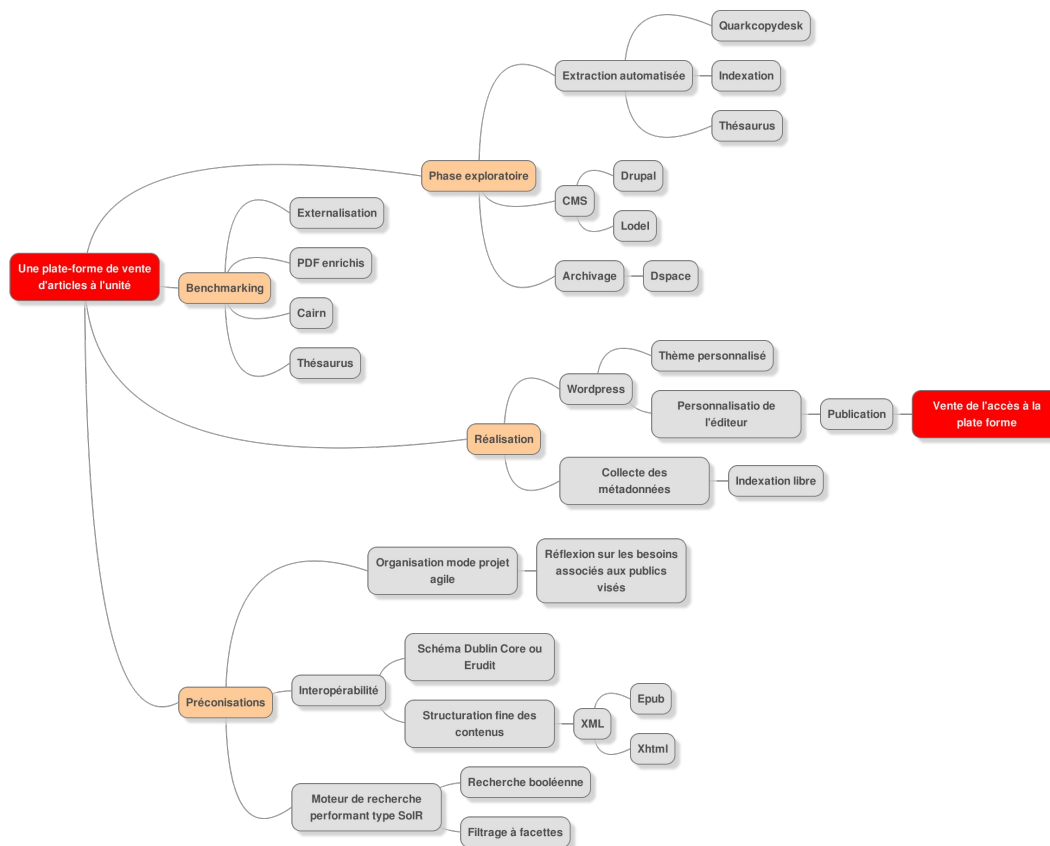 Une plate-forme de vente
d'articles à l'unité
Phase exploratoire
Extraction automatisée
Quarkcopydesk
Indexation
Thésaurus
CMS
Drupal
Lodel
Archivage
Dspace
Benchmarking
Externalisation
PDF enrichis
Cairn
Thésaurus
Réalisation
Wordpress
Thème personnalisé
Personnalisatio de
l'éditeur
Publication
Vente de l'accès à la
plate forme
Collecte des
métadonnées
Indexation libre
Préconisations
Organisation mode projet
agile
Réflexion sur les besoins
associés aux publics
visés
Interopérabilité
Schéma Dublin Core ou
Erudit
Structuration fine des
contenus
XML
Epub
Xhtml
Moteur de recherche
performant type SolR
Recherche booléenne
Filtrage à facettes